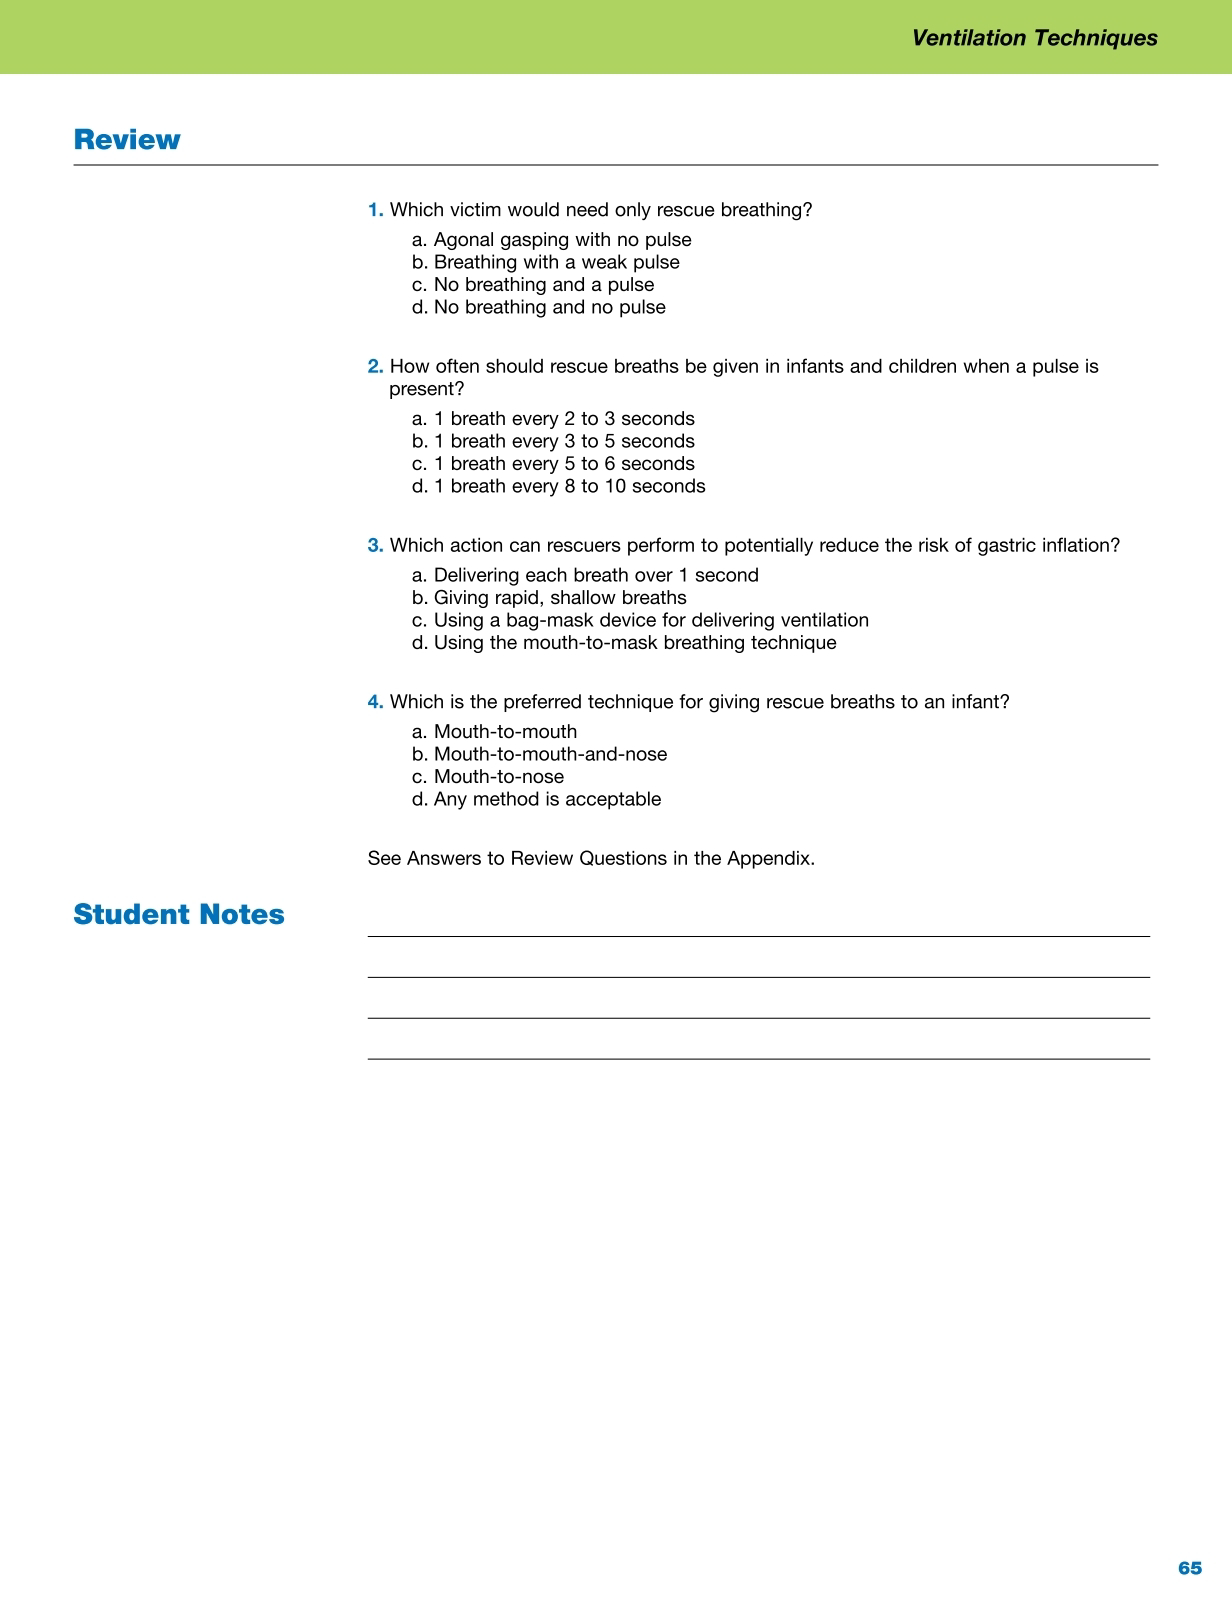 Ventilation Techniques
Review
1. Which victim would need only rescue breathing?
a. Agonal gasping with no pulse
b. Breathing with a weak pulse
c. No breathing and a pulse
d. No breathing and no pulse
2. How often should rescue breaths be given in infants and children when a pulse is
present?
a. 1 breath every 2 to 3 seconds
b. 1 breath every 3 to 5 seconds
c. 1 breath every 5 to 6 seconds
d. 1 breath every 8 to 10 seconds
3. Which action can rescuers perform to potentially reduce the risk of gastric inflation?
a. Delivering each breath over 1 second
b. Giving rapid, shallow breaths
c. Using a bag-mask device for delivering ventilation
d. Using the mouth-to-mask breathing technique
4. Which is the preferred technique for giving rescue breaths to an infant?
a. Mouth-to-mouth
b. Mouth-to-mouth-and-nose
c. Mouth-to-nose
d. Any method is acceptable
See Answers to Review Questions in the Appendix.
Student Notes
65